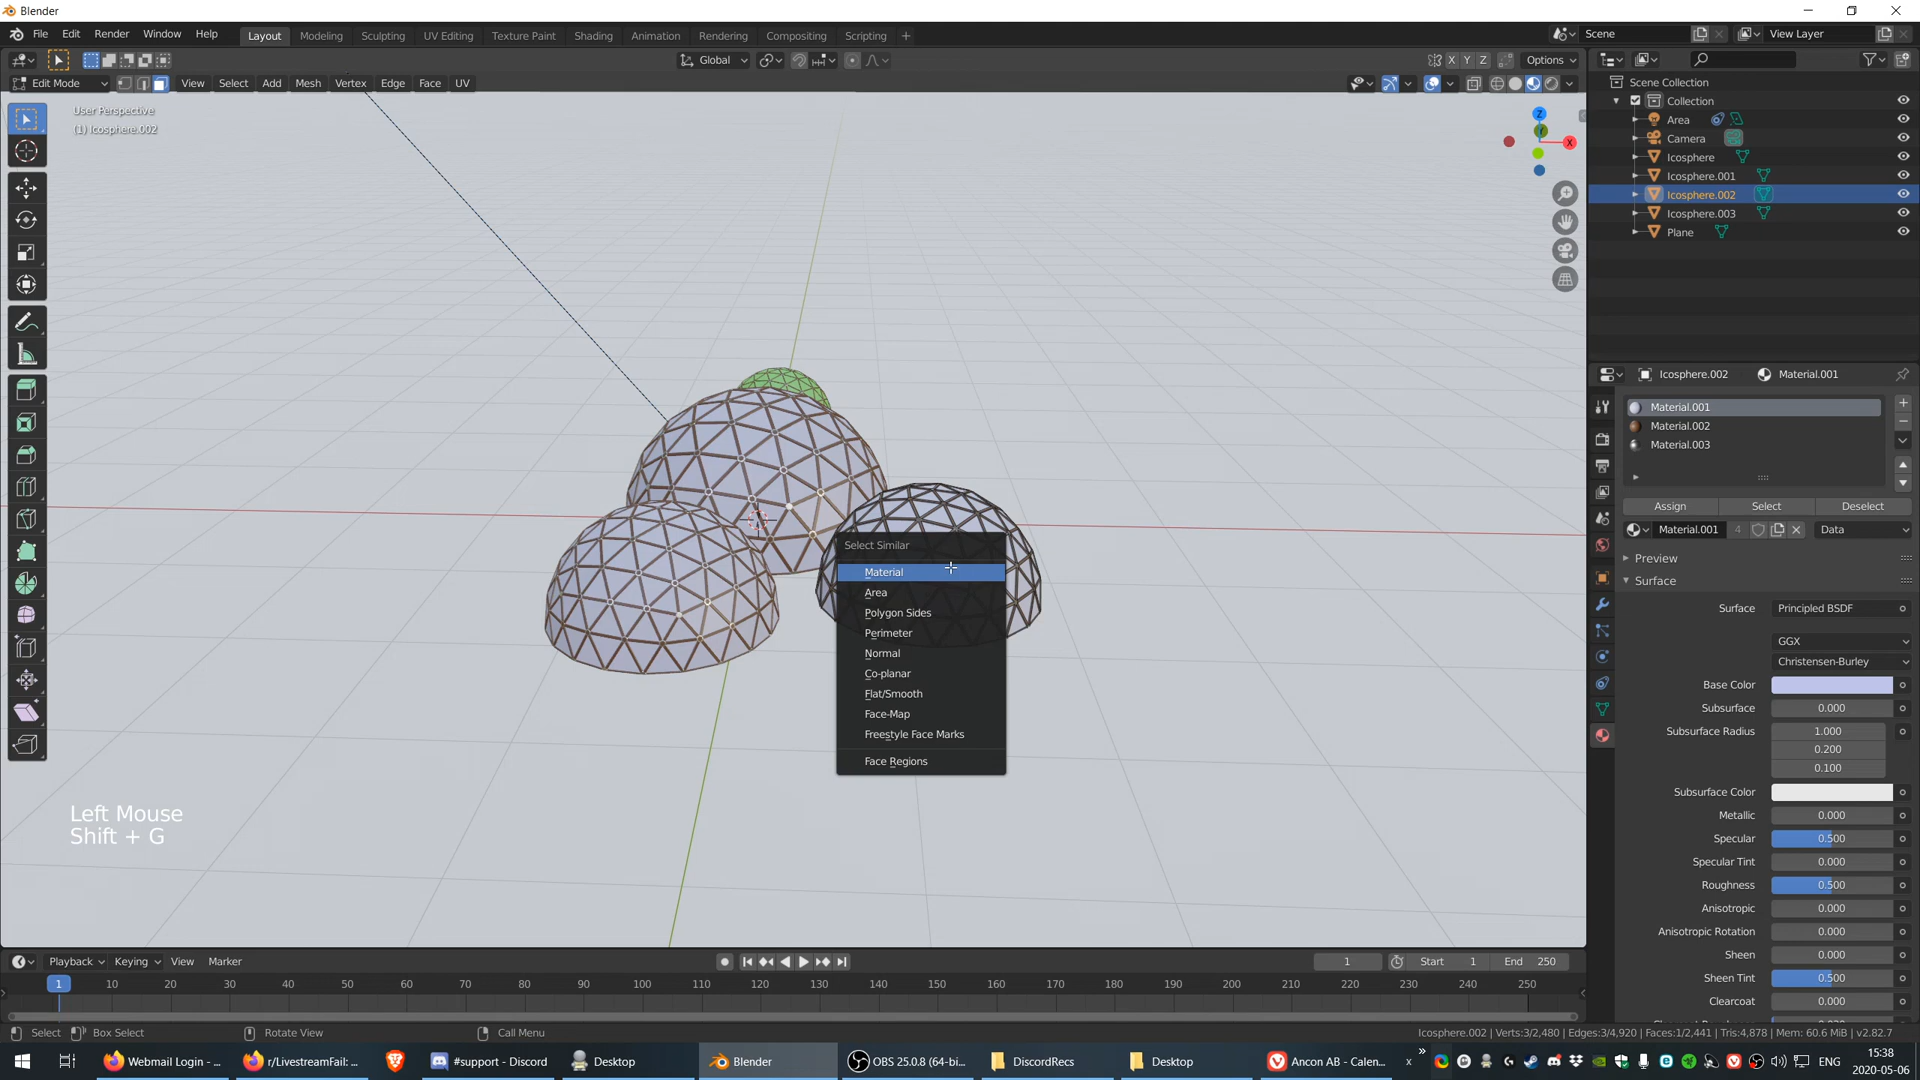 Blender
File Edit Render Window Help Layout Modeling Sculpting UV Editing Texture Paint Shading Animation Rendering Compositing Scripting + Scene View Layer
Global X Y Z Options
Edit Mode View Select Add Mesh Vertex Edge Face UV
User Perspective
(1) Icosphere.002
Z
Y
X
Scene Collection
Collection
Area
Camera
Icosphere
Icosphere.001
Icosphere.002
Icosphere.003
Plane
Icosphere.002 Material.001
Material.001
Material.002
Material.003
Assign Select Deselect
Material.001 4 Data
Preview
Surface
Surface Principled BSDF
GGX
Christensen-Burley
Base Color
Subsurface 0.000
Subsurface Radius 1.000
0.200
0.100
Subsurface Color
Metallic 0.000
Specular 0.500
Specular Tint 0.000
Roughness 0.500
Anisotropic 0.000
Anisotropic Rotation 0.000
Sheen 0.000
Sheen Tint 0.500
Clearcoat 0.000
Select Similar
Material
Area
Polygon Sides
Perimeter
Normal
Co-planar
Flat/Smooth
Face-Map
Freestyle Face Marks
Face Regions
Left Mouse
Shift + G
Playback Keying View Marker 1 Start 1 End 250
1 10 20 30 40 50 60 70 80 90 100 110 120 130 140 150 160 170 180 190 200 210 220 230 240 250
Select Box Select Rotate View Call Menu Icosphere.002 | Verts:3/2,480 | Edges:3/4,920 | Faces:1/2,441 | Tris:4,878 | Mem: 60.6 MiB | v2.82.7
Webmail Login - ... r/LivestreamFail: ... #support - Discord Desktop Blender OBS 25.0.8 (64-bi... DiscordRecs Desktop Ancon AB - Calen... ENG 15:38
2020-05-06